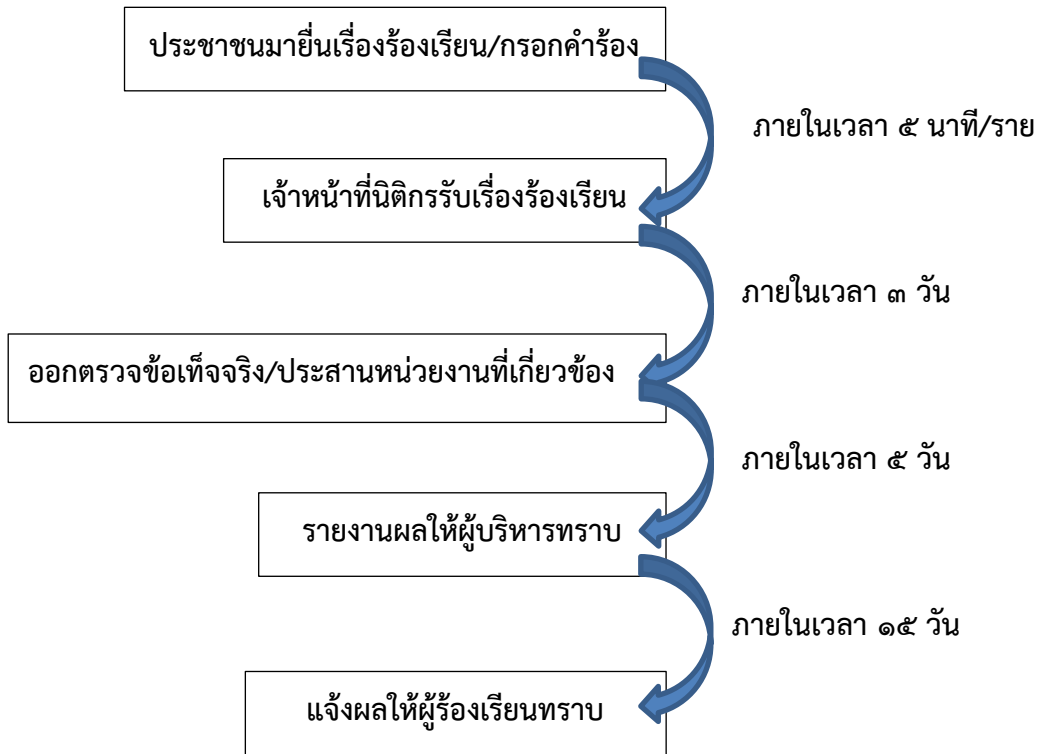 ประชาชนมายื่นเรื่องร้องเรียน/กรอกคำร้อง
ภายในเวลา ๕ นาที/ราย
เจ้าหน้าที่นิติกรรับเรื่องร้องเรียน
ภายในเวลา ๓ วัน
ออกตรวจข้อเท็จจริง/ประสานหน่วยงานที่เกี่ยวข้อง
ภายในเวลา ๕ วัน
รายงานผลให้ผู้บริหารทราบ
ภายในเวลา ๑๕ วัน
แจ้งผลให้ผู้ร้องเรียนทราบ